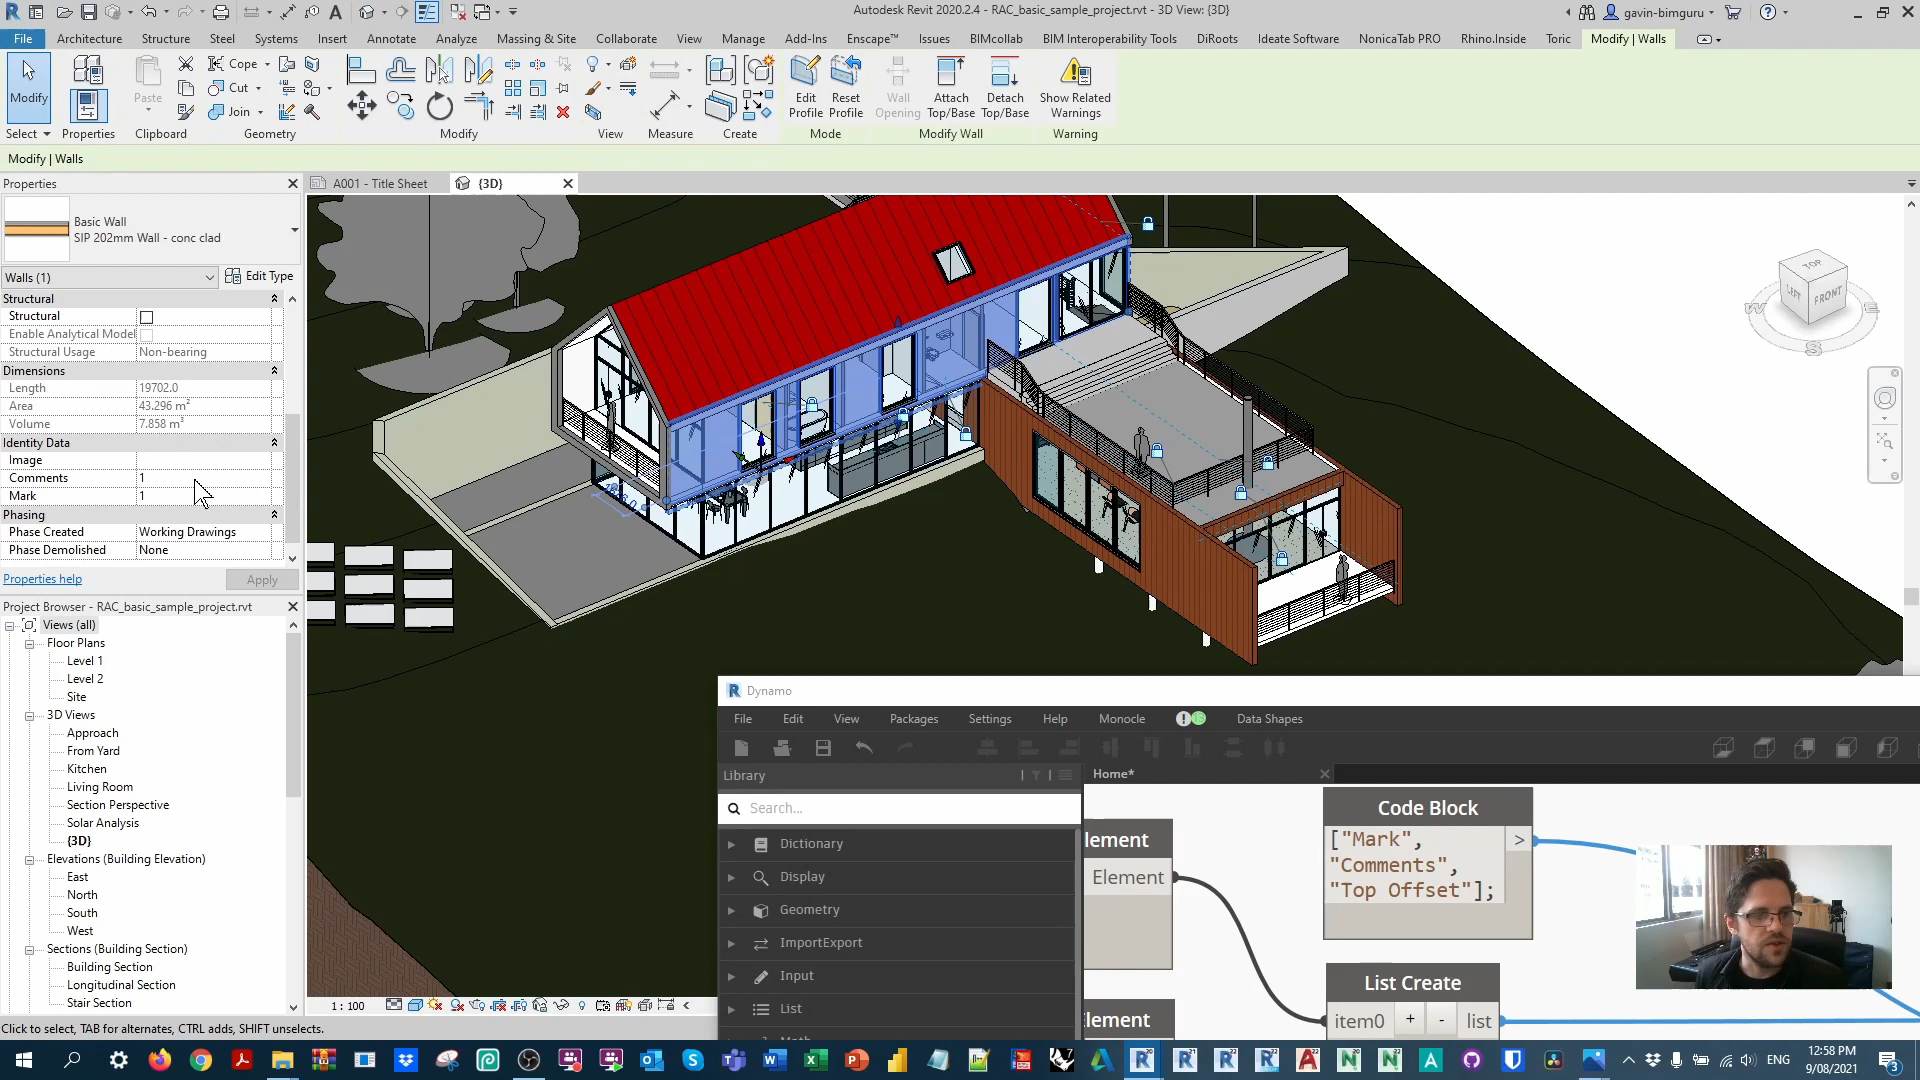 Autodesk Revit 2020.2.4 - RAC_basic_sample_project.rvt - 3D View: {3D}
gavin-bimguru
File Architecture Structure Steel Systems Insert Annotate Analyze Massing & Site Collaborate View Manage Add-Ins Enscape™ Issues BIMcollab BIM Interoperability Tools DiRoots Ideate Software NonicaTab PRO Rhino.Inside Toric Modify | Walls
Modify
Paste
Cope
Cut
Join
Edit Profile
Reset Profile
Wall Opening
Attach Top/Base
Detach Top/Base
Show Related Warnings
Select Properties Clipboard Geometry Modify View Measure Create Mode Modify Wall Warning
Modify | Walls
Properties
A001 - Title Sheet
{3D}
Basic Wall
SIP 202mm Wall - conc clad
Walls (1)
Edit Type
Structural
Structural
Enable Analytical Model
Structural Usage Non-bearing
Dimensions
Length 19702.0
Area 43.296 m²
Volume 7.858 m³
Identity Data
Image
Comments 1
Mark 1
Phasing
Phase Created Working Drawings
Phase Demolished None
Properties help
Apply
Project Browser - RAC_basic_sample_project.rvt
Views (all)
Floor Plans
Level 1
Level 2
Site
3D Views
Approach
From Yard
Kitchen
Living Room
Section Perspective
Solar Analysis
{3D}
Elevations (Building Elevation)
East
North
South
West
Sections (Building Section)
Building Section
Longitudinal Section
Stair Section
TOP
LEFT
FRONT
W
S
E
1 : 100
Click to select, TAB for alternates, CTRL adds, SHIFT unselects.
Dynamo
File Edit View Packages Settings Help Monocle Data Shapes
Library
Home*
Search...
Dictionary
Display
Geometry
ImportExport
Input
List
lement
Element
Code Block
["Mark",
"Comments",
"Top Offset"];
>
List Create
item0 + - list
lement
ENG
12:58 PM
9/08/2021
3